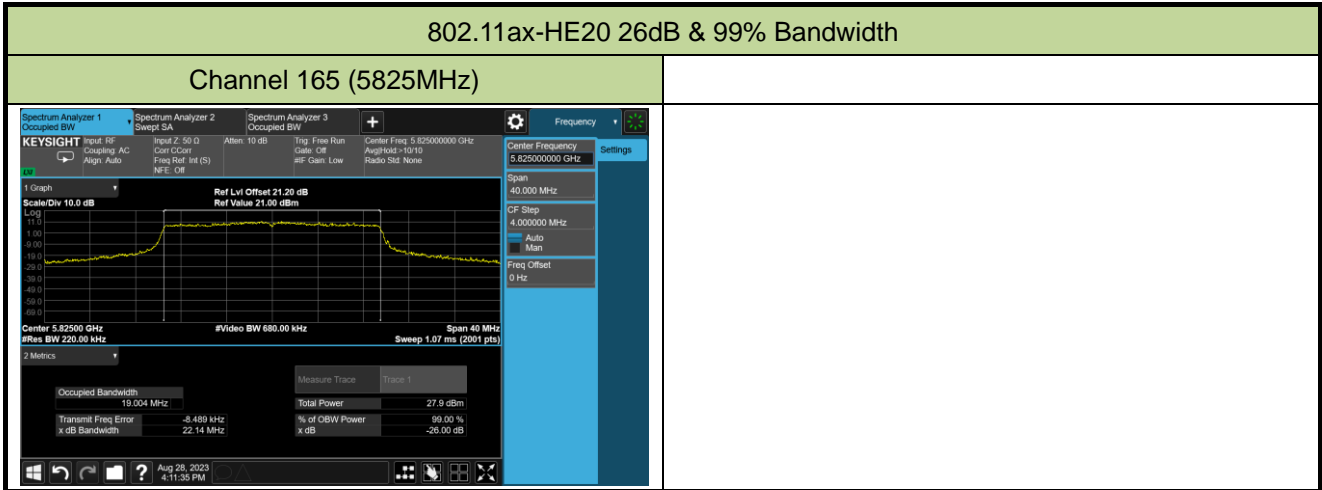 802.11ax-HE20 26dB & 99% Bandwidth
Channel 165 (5825MHz)
Spectrum Analyzer 1
Occupied BW
Spectrum Analyzer 2
Swept SA
Spectrum Analyzer 3
Occupied BW
+
Frequency
KEYSIGHT
Input: RF
Coupling: AC
Align: Auto
Input Z: 50 Ω
Corr CCorr
Freq Ref: Int (S)
NFE: Off
Atten: 10 dB
Trig: Free Run
Gate: Off
#IF Gain: Low
Center Freq: 5.825000000 GHz
Avg|Hold:>10/10
Radio Std: None
Center Frequency
5.825000000 GHz
Settings
Span
40.000 MHz
CF Step
4.000000 MHz
Auto
Man
Freq Offset
0 Hz
1 Graph
Scale/Div 10.0 dB
Ref Lvl Offset 21.20 dB
Ref Value 21.00 dBm
Log
11.0
1.00
-9.00
-19.0
-29.0
-39.0
-49.0
-59.0
-69.0
Center 5.82500 GHz
#Res BW 220.00 kHz
#Video BW 680.00 kHz
Span 40 MHz
Sweep 1.07 ms (2001 pts)
2 Metrics
Measure Trace Trace 1
Occupied Bandwidth
19.004 MHz
Total Power 27.9 dBm
Transmit Freq Error -8.489 kHz
% of OBW Power 99.00 %
x dB Bandwidth 22.14 MHz
x dB -26.00 dB
?
Aug 28, 2023
4:11:35 PM